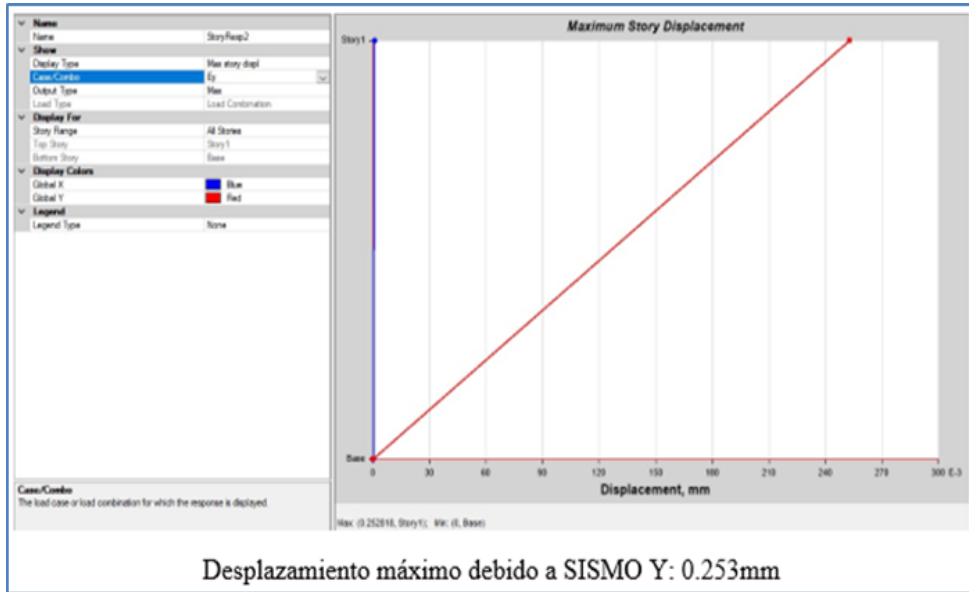 Name
Name StoryResp2
Show
Display Type Max story displ
Case/Combo Ey
Output Type Max
Load Type Load Combination
Display For
Story Range All Stories
Top Story Story1
Bottom Story Base
Display Colors
Global X Blue
Global Y Red
Legend
Legend Type None
Case/Combo
The load case or load combination for which the response is displayed.
Maximum Story Displacement
Story1
Base
0 30 60 90 120 150 180 210 240 270 300 E-3
Displacement, mm
Max: (0.252818, Story1); Min: (0, Base)
Desplazamiento máximo debido a SISMO Y: 0.253mm